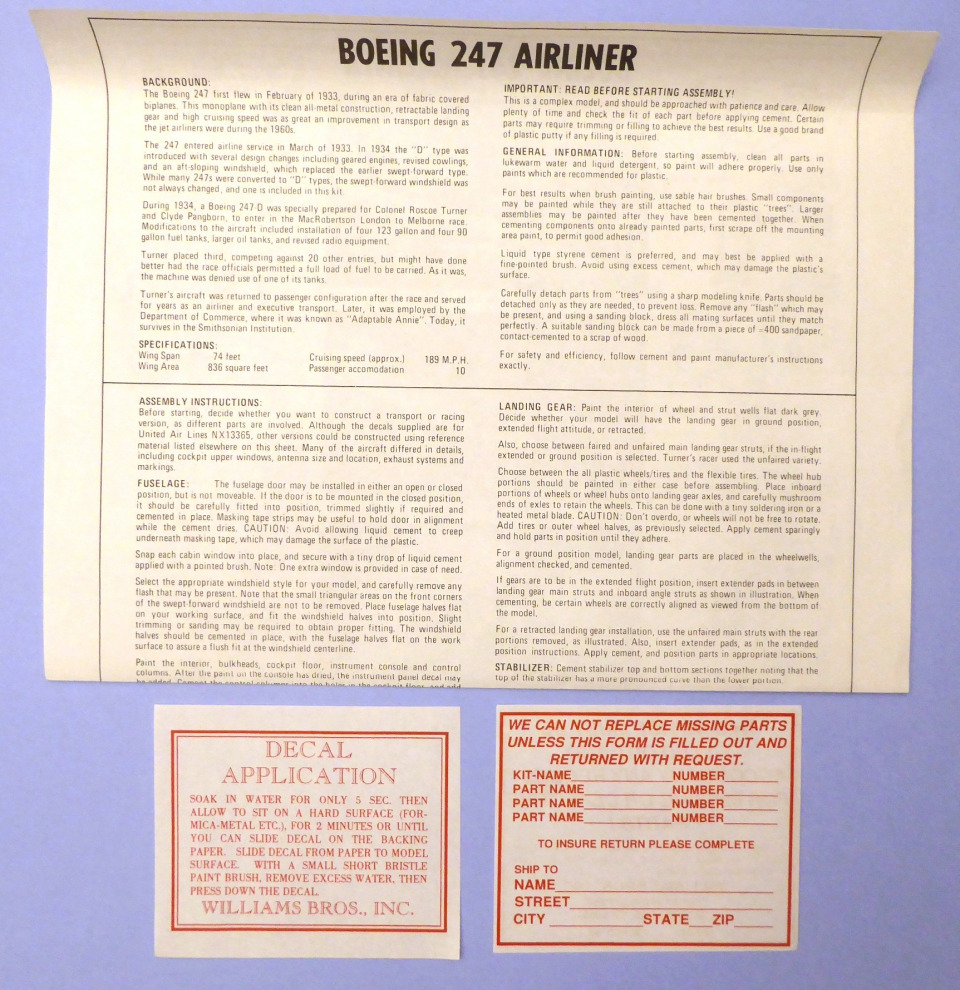 BOEING 247 AIRLINER
BACKGROUND:
The Boeing 247 first flew in February of 1933, during an era of fabric covered
biplanes. This monoplane with its clean all-metal construction, retractable landing
gear and high cruising speed was as great an improvement in transport design as
the jet airliners were during the 1960s.
The 247 entered airline service in March of 1933. In 1934 the "D" type was
introduced with several design changes including geared engines, revised cowlings,
and an aft-sloping windshield, which replaced the earlier swept-forward type.
While many 247s were converted to "D" types, the swept-forward windshield was
not always changed, and one is included in this kit.
During 1934, a Boeing 247-D was specially prepared for Colonel Roscoe Turner
and Clyde Pangborn, to enter in the MacRobertson London to Melborne race.
Modifications to the aircraft included installation of four 123 gallon and four 90
gallon fuel tanks, larger oil tanks, and revised radio equipment.
Turner placed third, competing against 20 other entries, but might have done
better had the race officials permitted a full load of fuel to be carried. As it was,
the machine was denied use of one of its tanks.
Turner's aircraft was returned to passenger configuration after the race and served
for years as an airliner and executive transport. Later, it was employed by the
Department of Commerce, where it was known as "Adaptable Annie". Today, it
survives in the Smithsonian Institution.
SPECIFICATIONS:
Wing Span 74 feet Cruising speed (approx.) 189 M.P.H.
Wing Area 836 square feet Passenger accomodation 10
IMPORTANT: READ BEFORE STARTING ASSEMBLY!
This is a complex model, and should be approached with patience and care. Allow
plenty of time and check the fit of each part before applying cement. Certain
parts may require trimming or filling to achieve the best results. Use a good brand
of plastic putty if any filling is required.
GENERAL INFORMATION: Before starting assembly, clean all parts in
lukewarm water and liquid detergent, so paint will adhere properly. Use only
paints which are recommended for plastic.
For best results when brush painting, use sable hair brushes. Small components
may be painted while they are still attached to their plastic "trees". Larger
assemblies may be painted after they have been cemented together. When
cementing components onto already painted parts, first scrape off the mounting
area paint, to permit good adhesion.
Liquid type styrene cement is preferred, and may best be applied with a
fine-pointed brush. Avoid using excess cement, which may damage the plastic's
surface.
Carefully detach parts from "trees" using a sharp modeling knife. Parts should be
detached only as they are needed, to prevent loss. Remove any "flash" which may
be present, and using a sanding block, dress all mating surfaces until they match
perfectly. A suitable sanding block can be made from a piece of =400 sandpaper,
contact-cemented to a scrap of wood.
For safety and efficiency, follow cement and paint manufacturer's instructions
exactly.
ASSEMBLY INSTRUCTIONS:
Before starting, decide whether you want to construct a transport or racing
version, as different parts are involved. Although the decals supplied are for
United Air Lines NX13365, other versions could be constructed using reference
material listed elsewhere on this sheet. Many of the aircraft differed in details,
including cockpit upper windows, antenna size and location, exhaust systems and
markings.
FUSELAGE: The fuselage door may be installed in either an open or closed
position, but is not moveable. If the door is to be mounted in the closed position,
it should be carefully fitted into position, trimmed slightly if required and
cemented in place. Masking tape strips may be useful to hold door in alignment
while the cement dries. CAUTION: Avoid allowing liquid cement to creep
underneath masking tape, which may damage the surface of the plastic.
Snap each cabin window into place, and secure with a tiny drop of liquid cement
applied with a pointed brush. Note: One extra window is provided in case of need.
Select the appropriate windshield style for your model, and carefully remove any
flash that may be present. Note that the small triangular areas on the front corners
of the swept-forward windshield are not to be removed. Place fuselage halves flat
on your working surface, and fit the windshield halves into position. Slight
trimming or sanding may be required to obtain proper fitting. The windshield
halves should be cemented in place, with the fuselage halves flat on the work
surface to assure a flush fit at the windshield centerline.
Paint the interior, bulkheads, cockpit floor, instrument console and control
columns. After the paint on the console has dried, the instrument panel decal may
be added. Cement the control columns into the holes in the cockpit floor, and add
LANDING GEAR: Paint the interior of wheel and strut wells flat dark grey.
Decide whether your model will have the landing gear in ground position,
extended flight attitude, or retracted.
Also, choose between faired and unfaired main landing gear struts, if the in-flight
extended or ground position is selected. Turner's racer used the unfaired variety.
Choose between the all plastic wheels/tires and the flexible tires. The wheel hub
portions should be painted in either case before assembling. Place inboard
portions of wheels or wheel hubs onto landing gear axles, and carefully mushroom
ends of exles to retain the wheels. This can be done with a tiny soldering iron or a
heated metal blade. CAUTION: Don't overdo, or wheels will not be free to rotate.
Add tires or outer wheel halves, as previously selected. Apply cement sparingly
and hold parts in position until they adhere.
For a ground position model, landing gear parts are placed in the wheelwells,
alignment checked, and cemented.
If gears are to be in the extended flight position, insert extender pads in between
landing gear main struts and inboard angle struts as shown in illustration. When
cementing, be certain wheels are correctly aligned as viewed from the bottom of
the model.
For a retracted landing gear installation, use the unfaired main struts with the rear
portions removed, as illustrated. Also, insert extender pads, as in the extended
position instructions. Apply cement, and position parts in appropriate locations.
STABILIZER: Cement stabilizer top and bottom sections together noting that the
top of the stabilizer has a more pronounced curve than the lower portion.
DECAL
APPLICATION
SOAK IN WATER FOR ONLY 5 SEC. THEN
ALLOW TO SIT ON A HARD SURFACE (FOR-
MICA-METAL ETC.), FOR 2 MINUTES OR UNTIL
YOU CAN SLIDE DECAL ON THE BACKING
PAPER. SLIDE DECAL FROM PAPER TO MODEL
SURFACE. WITH A SMALL SHORT BRISTLE
PAINT BRUSH, REMOVE EXCESS WATER, THEN
PRESS DOWN THE DECAL.
WILLIAMS BROS., INC.
WE CAN NOT REPLACE MISSING PARTS
UNLESS THIS FORM IS FILLED OUT AND
RETURNED WITH REQUEST.
KIT-NAME NUMBER
PART NAME NUMBER
PART NAME NUMBER
PART NAME NUMBER
TO INSURE RETURN PLEASE COMPLETE
SHIP TO
NAME
STREET
CITY STATE ZIP